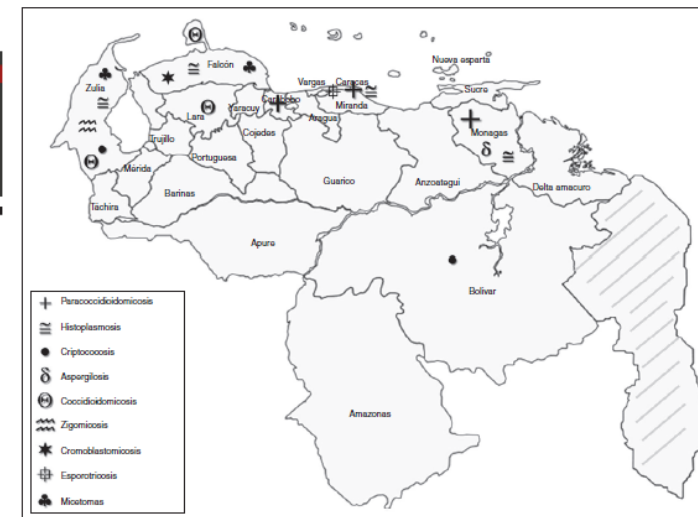 Nueva esparta
Vargas Caracas
Falcón
Zulia
Sucre
Carabobo
Miranda
Lara
Yaracuy
Aragua
Monagas
Trujillo
Cojedes
Portuguesa
Mérida
Guarico
Anzoategui
Delta amacuro
Barinas
Tachira
Apure
Bolivar
Amazonas
Paracoccidioidomicosis
Histoplasmosis
Criptococosis
Aspergilosis
Coccidioidomicosis
Zigomicosis
Cromoblastomicosis
Esporotricosis
Micetomas